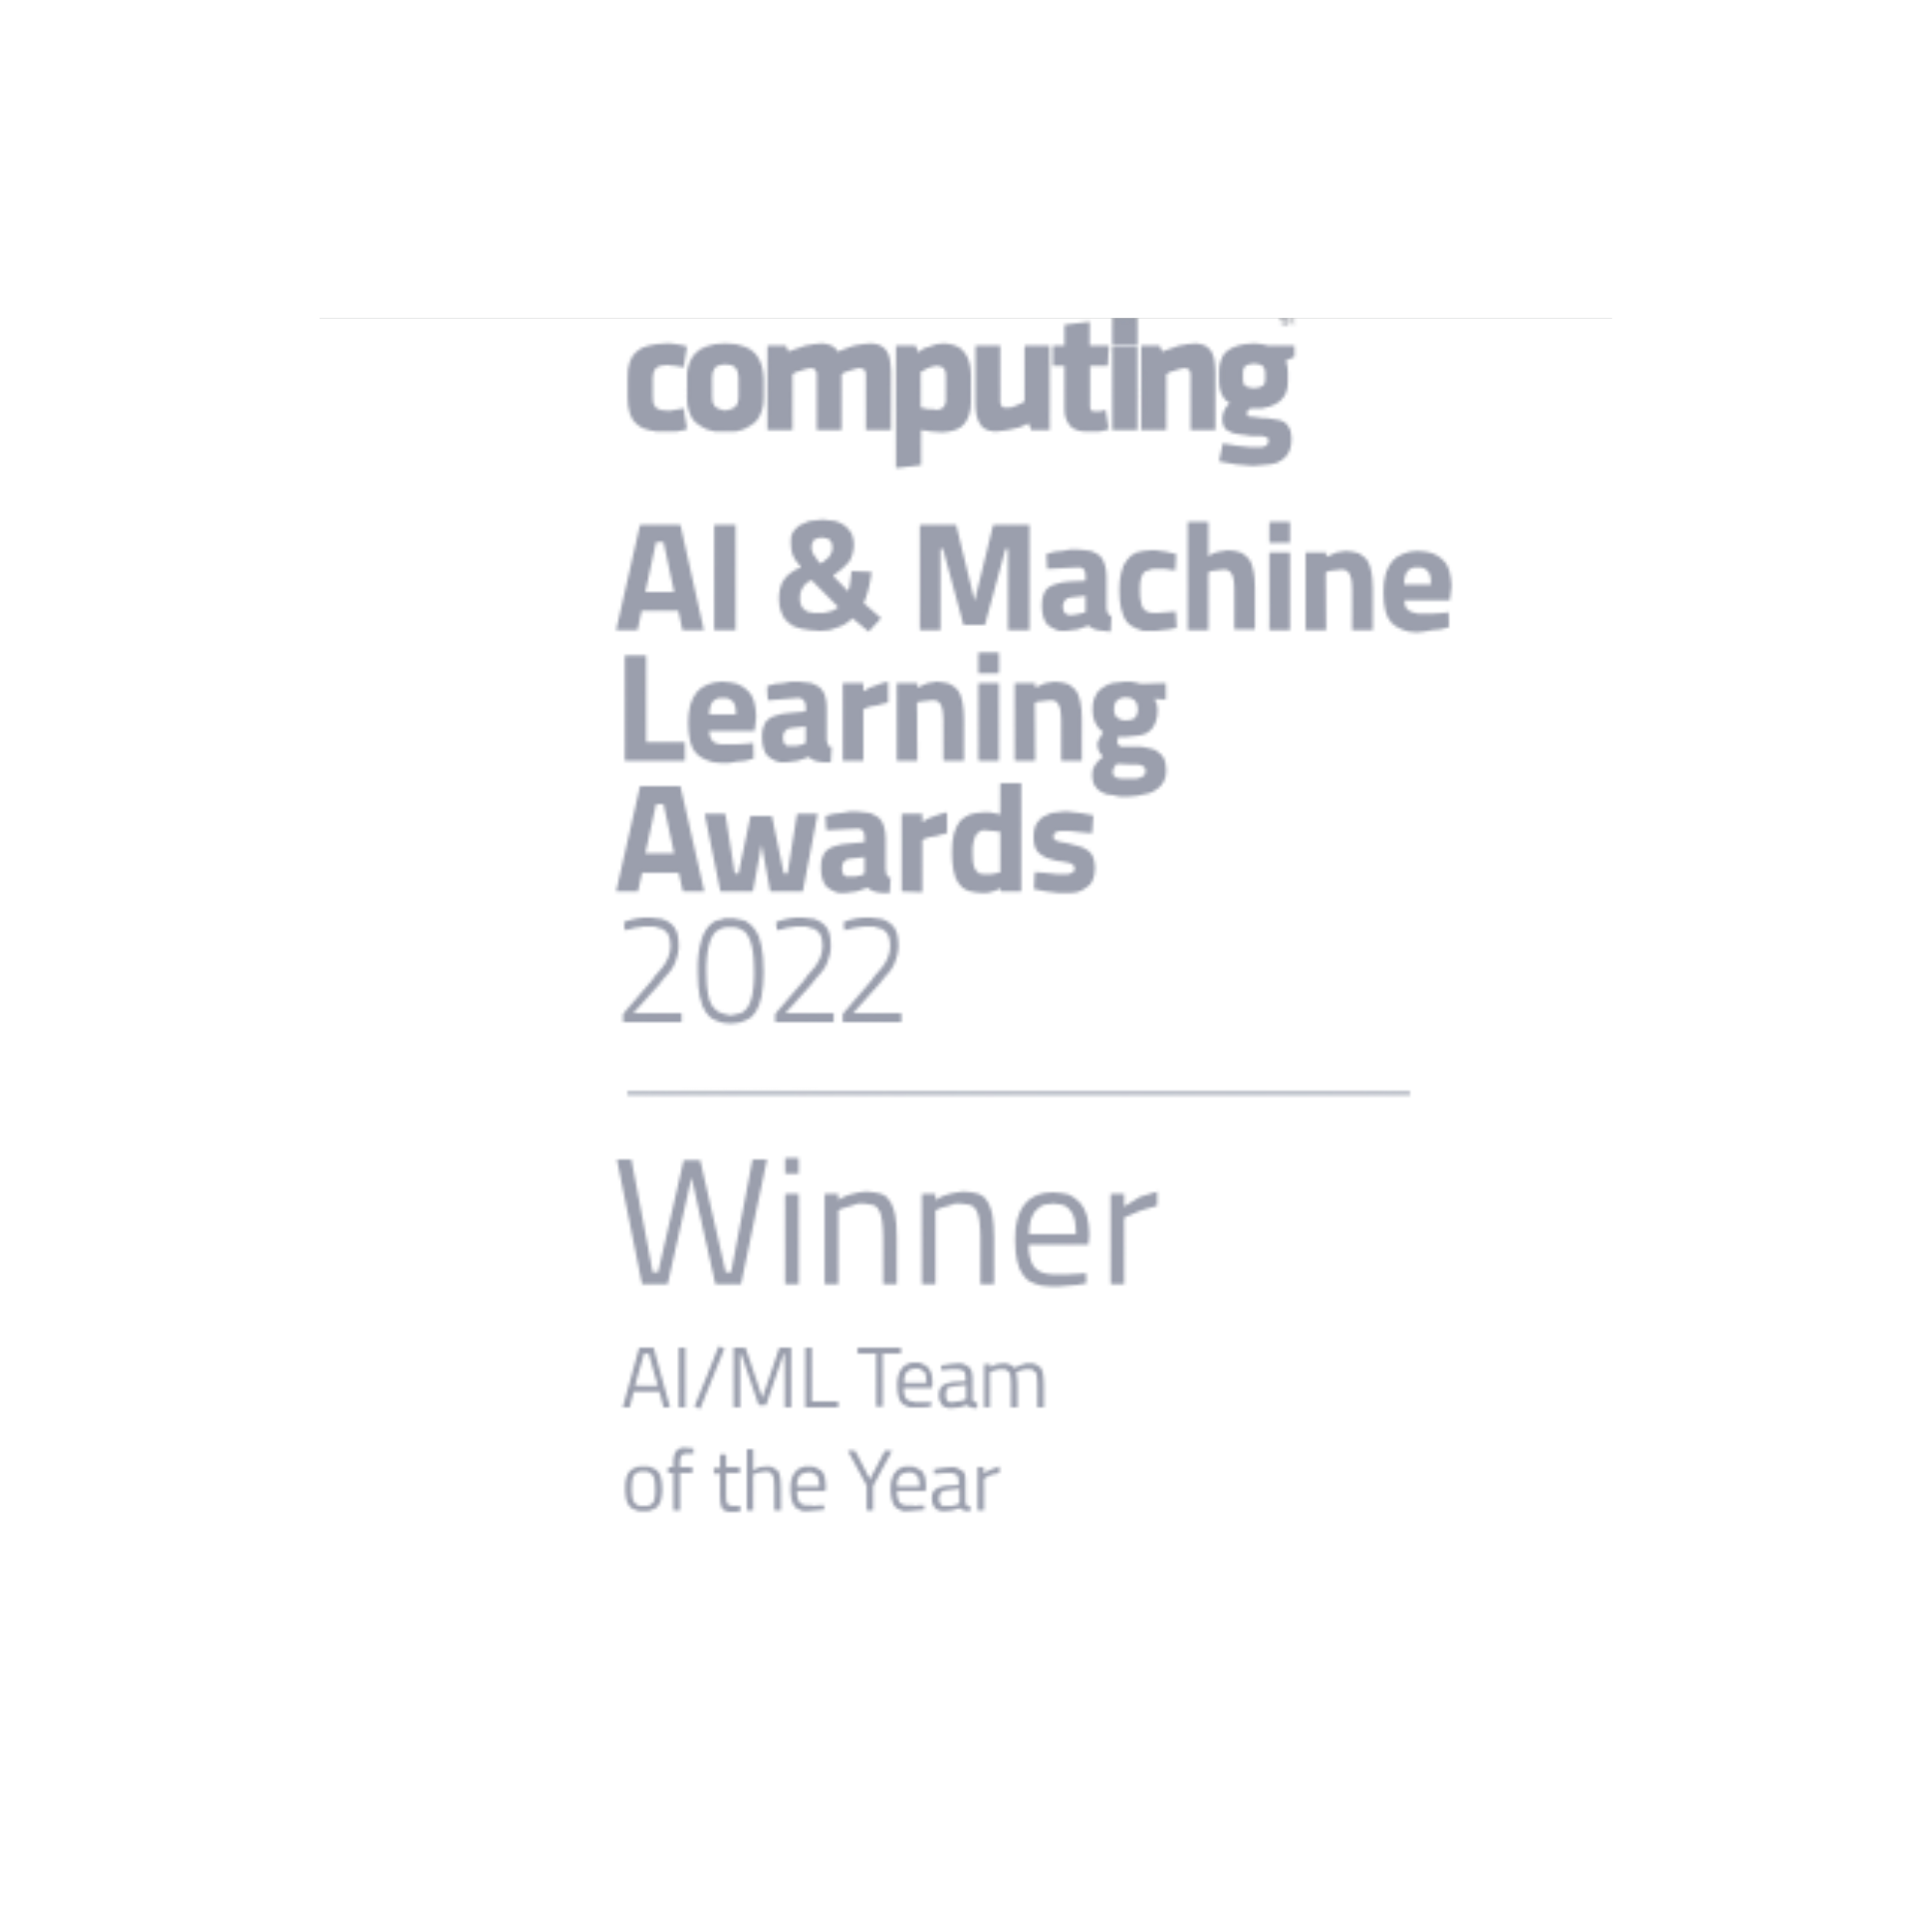 computing
AI & Machine
Learning
Awards
2022
Winner
AI/ML Team
of the Year